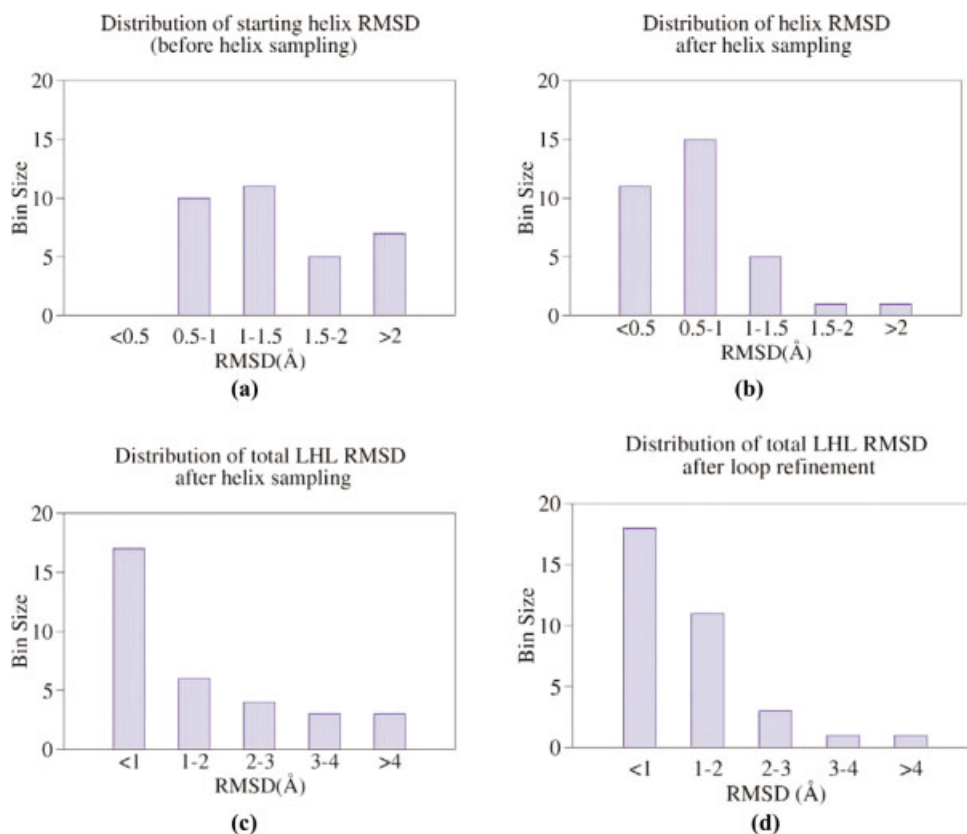 Distribution of starting helix RMSD
(before helix sampling)
20
15
10
5
0
Bin Size
<0.5 0.5-1 1-1.5 1.5-2 >2
RMSD(Å)
(a)
Distribution of helix RMSD
after helix sampling
20
15
10
5
0
Bin Size
<0.5 0.5-1 1-1.5 1.5-2 >2
RMSD(Å)
(b)
Distribution of total LHL RMSD
after helix sampling
20
15
10
5
0
Bin Size
<1 1-2 2-3 3-4 >4
RMSD(Å)
(c)
Distribution of total LHL RMSD
after loop refinement
20
15
10
5
0
Bin Size
<1 1-2 2-3 3-4 >4
RMSD (Å)
(d)